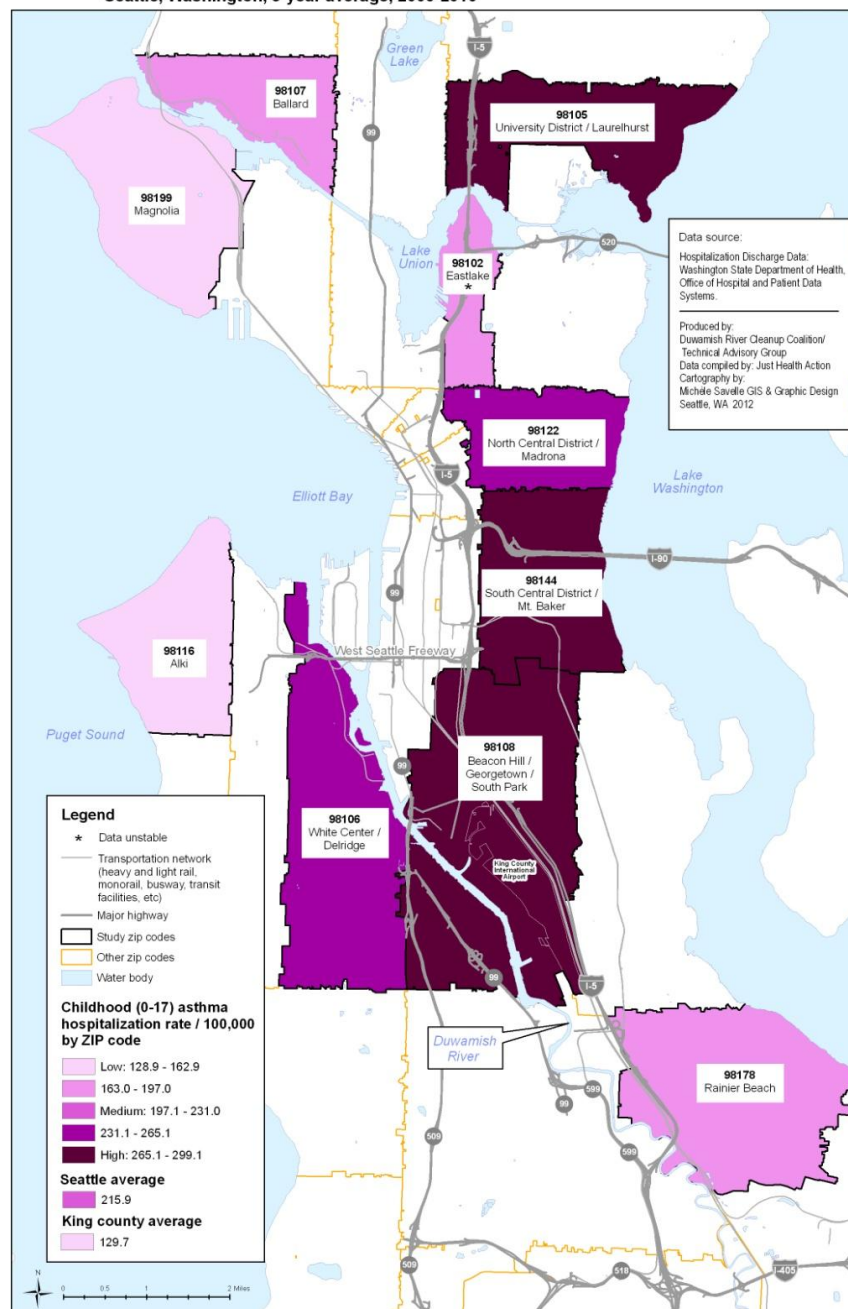 Green
Lake
I-5
98107
Ballard
98105
University District / Laurelhurst
99
98199
Magnolia
Lake
Union
98102
Eastlake
*
520
Data source:
Hospitalization Discharge Data:
Washington State Department of Health,
Office of Hospital and Patient Data
Systems.
Produced by:
Duwamish River Cleanup Coalition/
Technical Advisory Group
Data compiled by: Just Health Action
Cartography by:
Michèle Savelle GIS & Graphic Design
Seattle, WA 2012
98122
North Central District /
Madrona
I-5
Elliott Bay
Lake
Washington
I-90
98144
South Central District /
Mt. Baker
99
West Seattle Freeway
98116
Alki
Puget Sound
98108
Beacon Hill /
Georgetown /
South Park
99
98106
White Center /
Delridge
King County
International
Airport
99
I-5
Duwamish
River
98178
Rainier Beach
599
99
599
509
509
518
I-405
Legend
* Data unstable
Transportation network
(heavy and light rail,
monorail, busway, transit
facilities, etc)
Major highway
Study zip codes
Other zip codes
Water body
Childhood (0-17) asthma
hospitalization rate / 100,000
by ZIP code
Low: 128.9 - 162.9
163.0 - 197.0
Medium: 197.1 - 231.0
231.1 - 265.1
High: 265.1 - 299.1
Seattle average
215.9
King county average
129.7
N
0 0.5 1 2 Miles